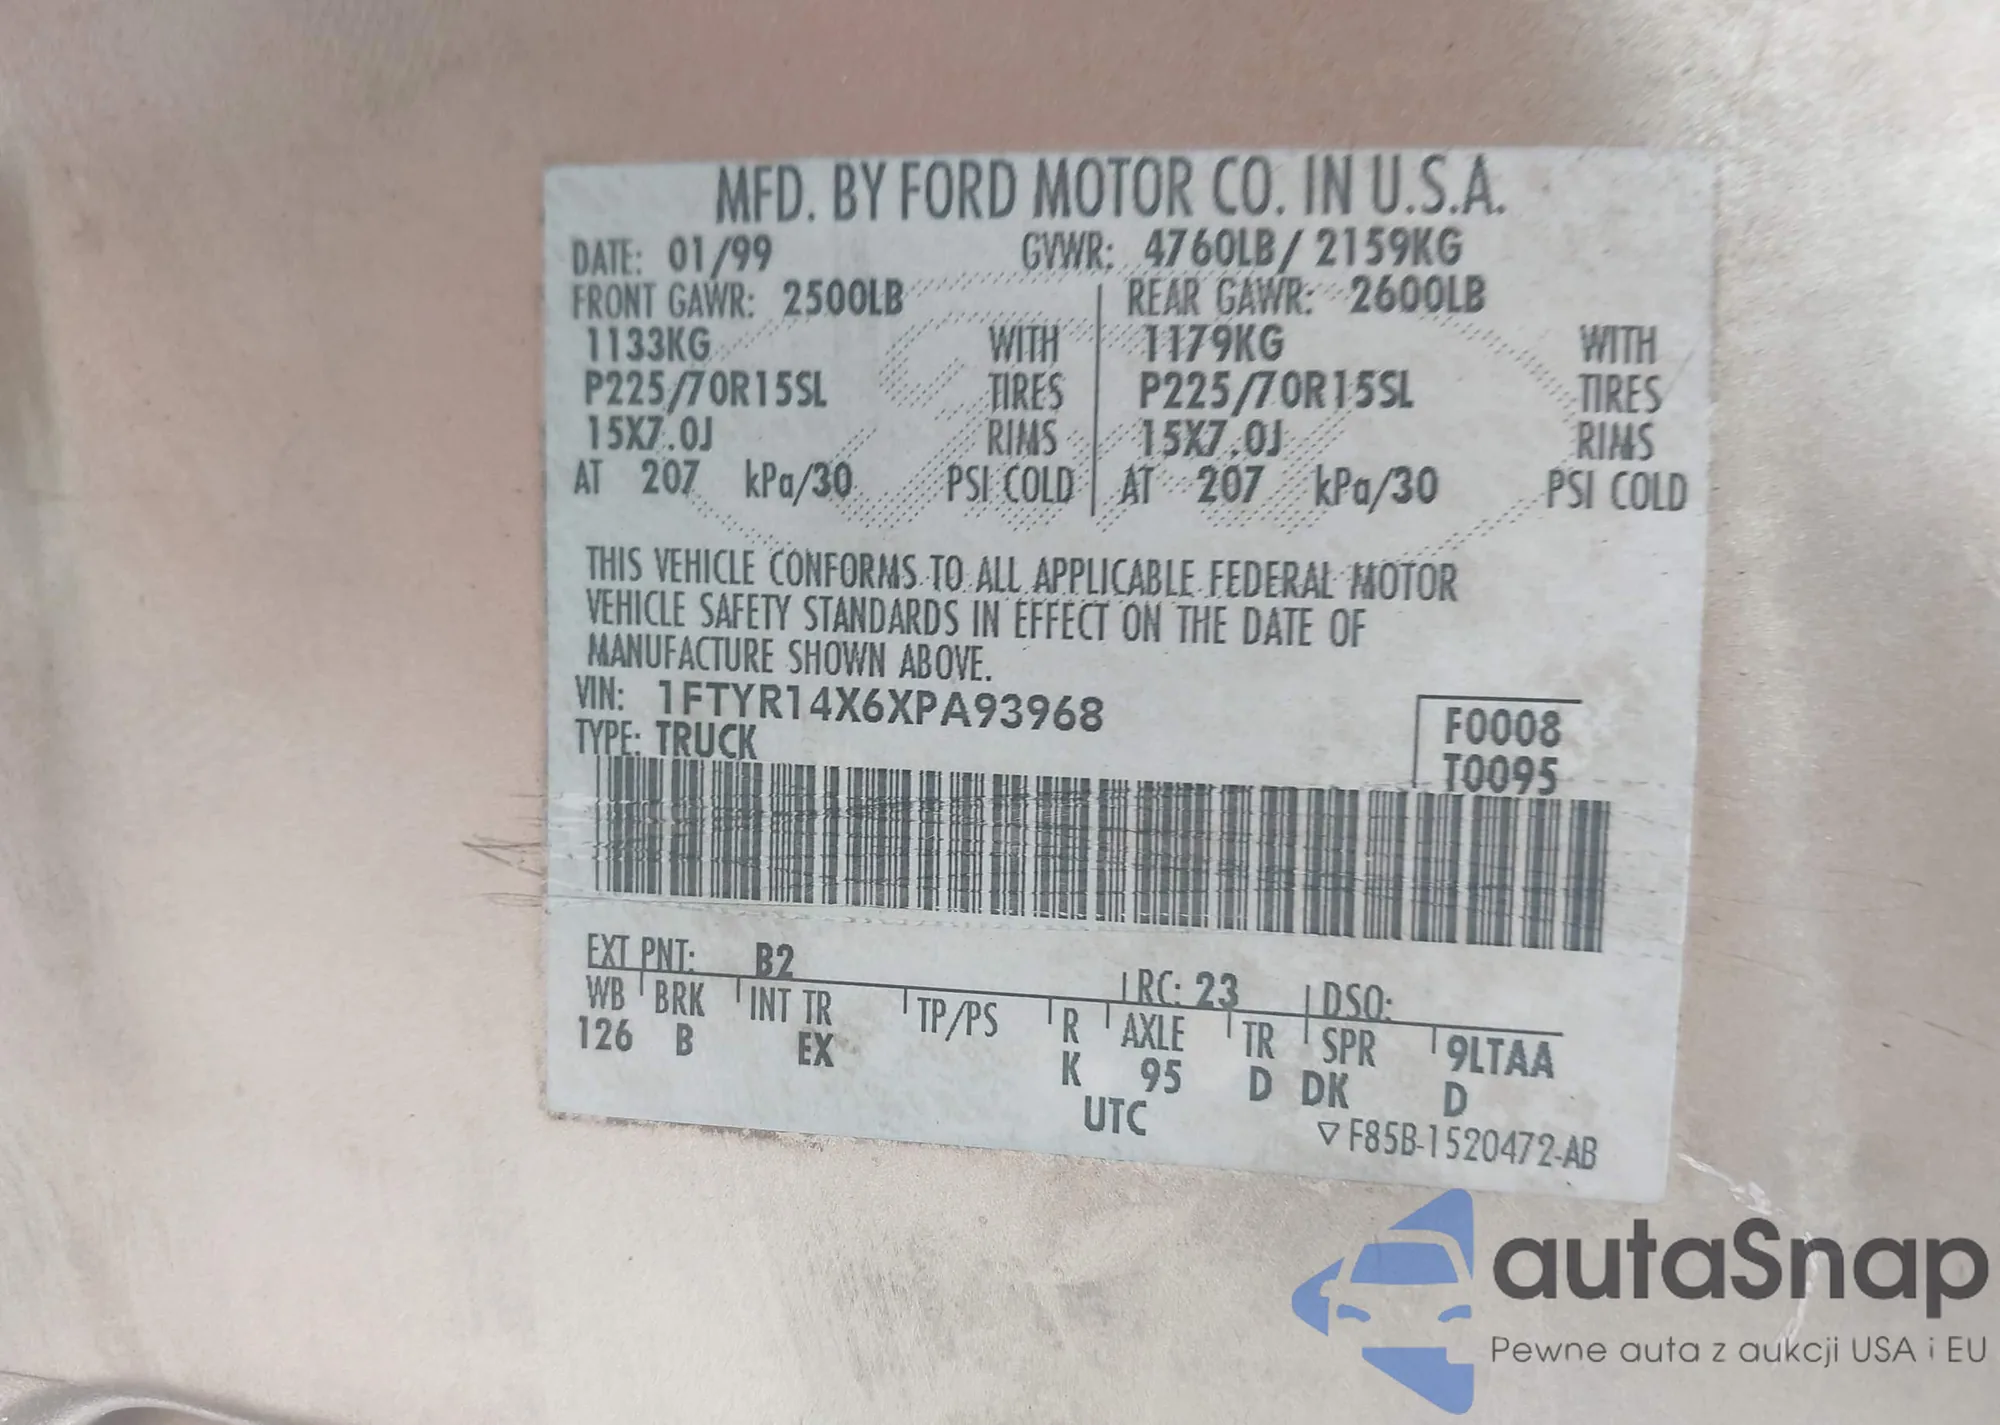 MFD. BY FORD MOTOR CO. IN U.S.A.
DATE: 01/99 GVWR: 4760LB/2159KG
FRONT GAWR: 2500LB REAR GAWR: 2600LB
1133KG WITH 1179KG WITH
P225/70R15SL TIRES P225/70R15SL TIRES
15X7.0J RIMS 15X7.0J RIMS
AT 207 kPa/30 PSI COLD AT 207 kPa/30 PSI COLD
THIS VEHICLE CONFORMS TO ALL APPLICABLE FEDERAL MOTOR
VEHICLE SAFETY STANDARDS IN EFFECT ON THE DATE OF
MANUFACTURE SHOWN ABOVE.
VIN: 1FTYR14X6XPA93968 F0008
TYPE: TRUCK T0095
EXT PNT: B2 RC: 23 DSO:
WB BRK INT TR TP/PS R AXLE TR SPR 9LTAA
126 B EX K 95 D DK D
UTC
▽F85B-1520472-AB
autaSnap
Pewne auta z aukcji USA i EU